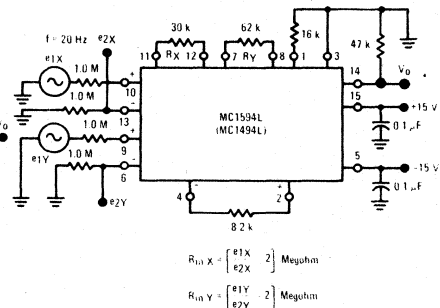 f = 20 Hz
e2X
30 k
62 k
16 k
47 k
e1X
1.0 M
11
RX
12
7
RY
8
1
3
14
Vo
10
+
1.0 M
13
-
15
+15 V
0.1 µF
MC1594L
(MC1494L)
Vo
1.0 M
9
+
e1Y
1.0 M
6
-
5
-15 V
0.1 µF
e2Y
4
-
2
+
8.2 k
Rin X = [e1X / e2X - 2] Megohm
Rin Y = [e1Y / e2Y - 2] Megohm